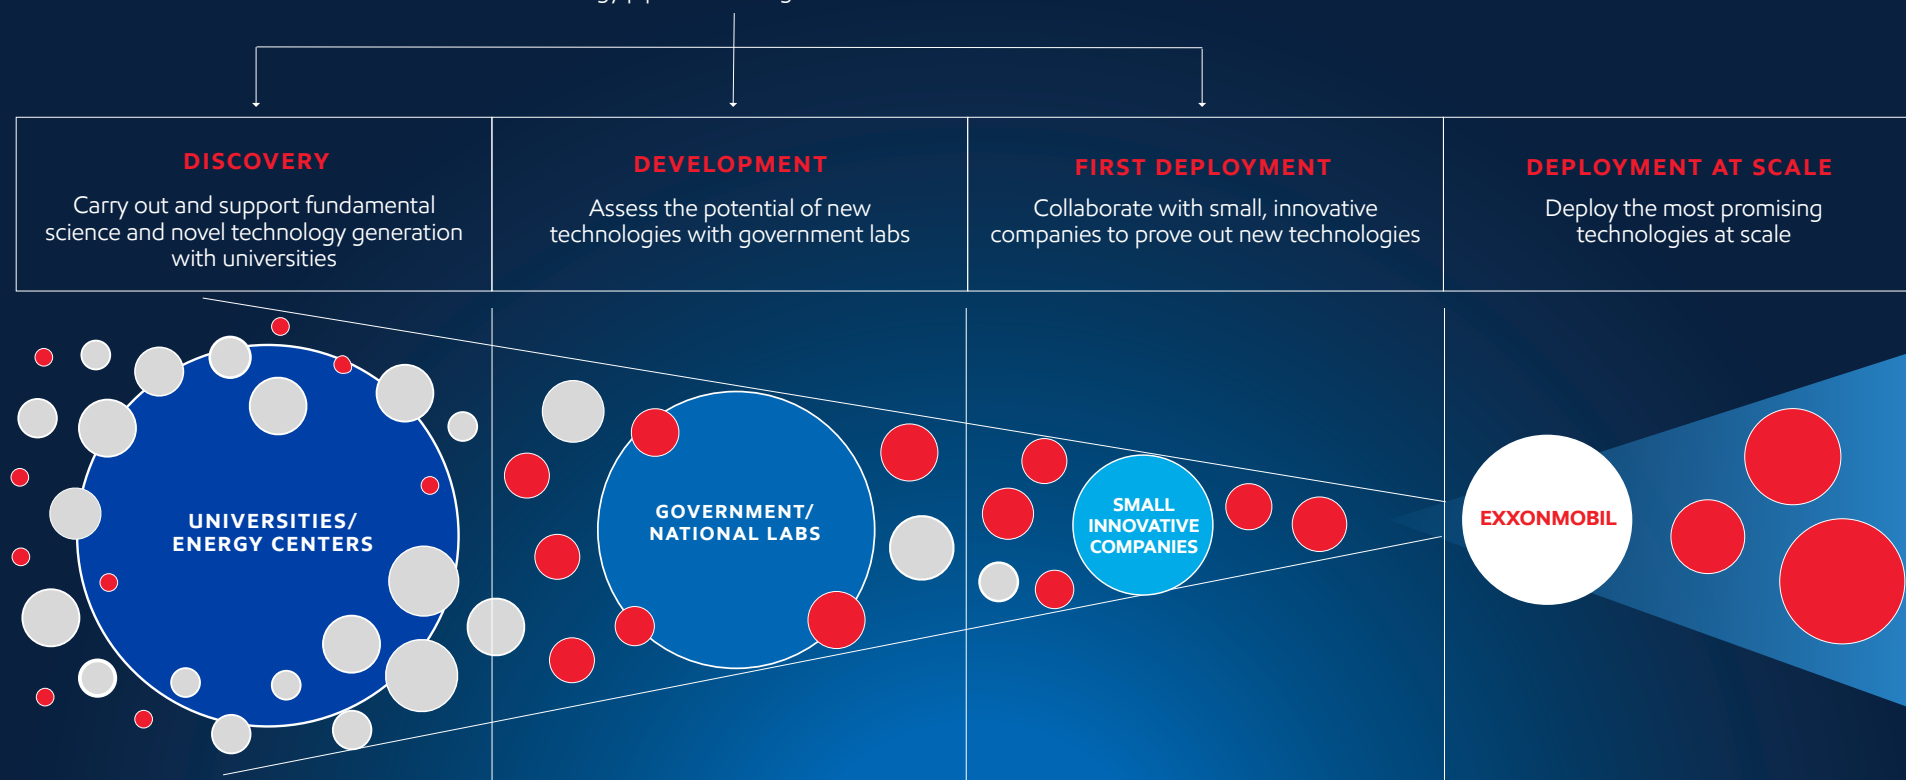 DISCOVERY
Carry out and support fundamental
science and novel technology generation
with universities
DEVELOPMENT
Assess the potential of new
technologies with government labs
FIRST DEPLOYMENT
Collaborate with small, innovative
companies to prove out new technologies
DEPLOYMENT AT SCALE
Deploy the most promising
technologies at scale
UNIVERSITIES/
ENERGY CENTERS
GOVERNMENT/
NATIONAL LABS
SMALL
INNOVATIVE
COMPANIES
EXXONMOBIL